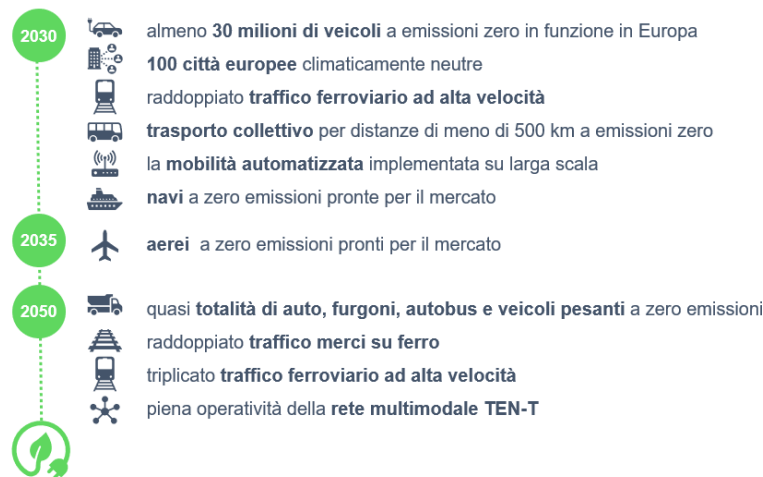 2030
almeno 30 milioni di veicoli a emissioni zero in funzione in Europa
100 città europee climaticamente neutre
raddoppiato traffico ferroviario ad alta velocità
trasporto collettivo per distanze di meno di 500 km a emissioni zero
la mobilità automatizzata implementata su larga scala
navi a zero emissioni pronte per il mercato
2035
aerei a zero emissioni pronti per il mercato
2050
quasi totalità di auto, furgoni, autobus e veicoli pesanti a zero emissioni
raddoppiato traffico merci su ferro
triplicato traffico ferroviario ad alta velocità
piena operatività della rete multimodale TEN-T